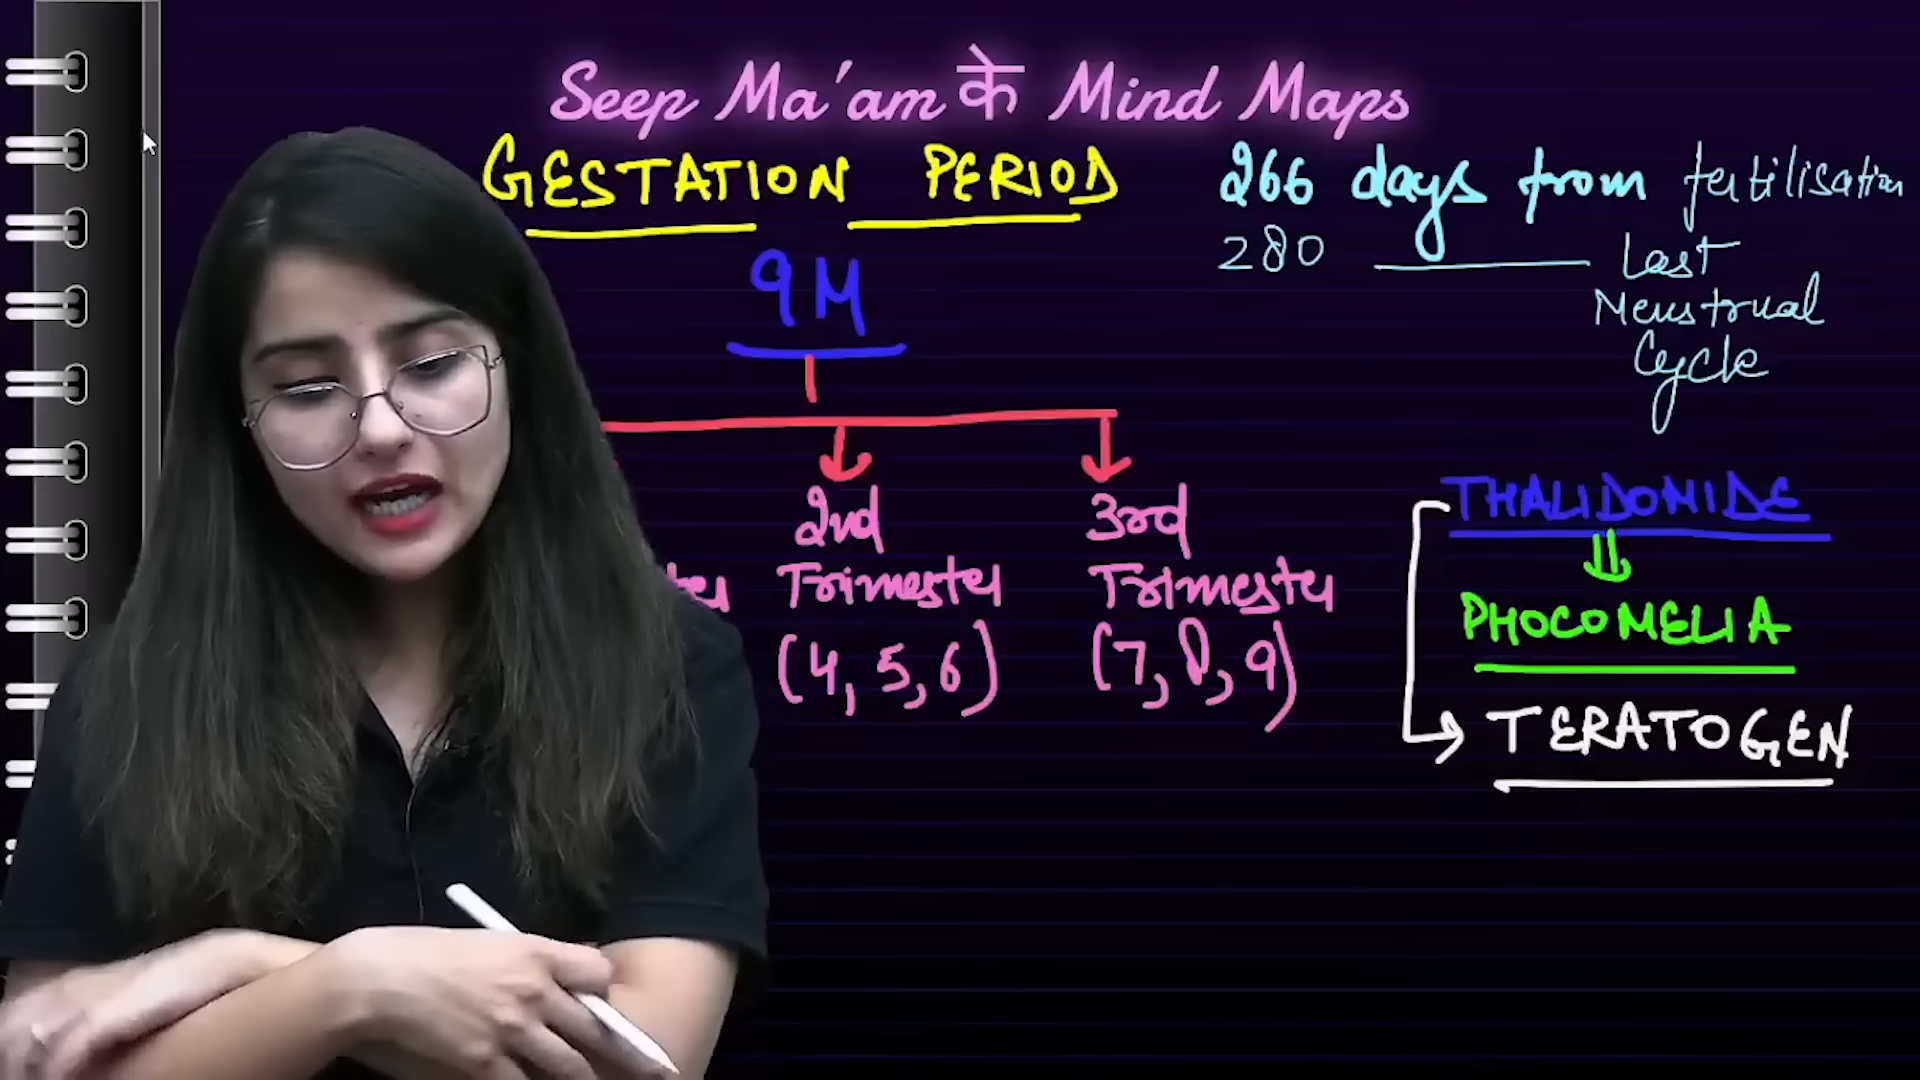 Seep Ma'am के Mind Maps
GESTATION PERIOD
266 days from fertilisation
280 ______ Last
Menstrual
Cycle
9M
2nd
Trimester
(4, 5, 6)
3rd
Trimester
(7, 8, 9)
THALIDOMIDE
PHOCOMELIA
TERATOGEN